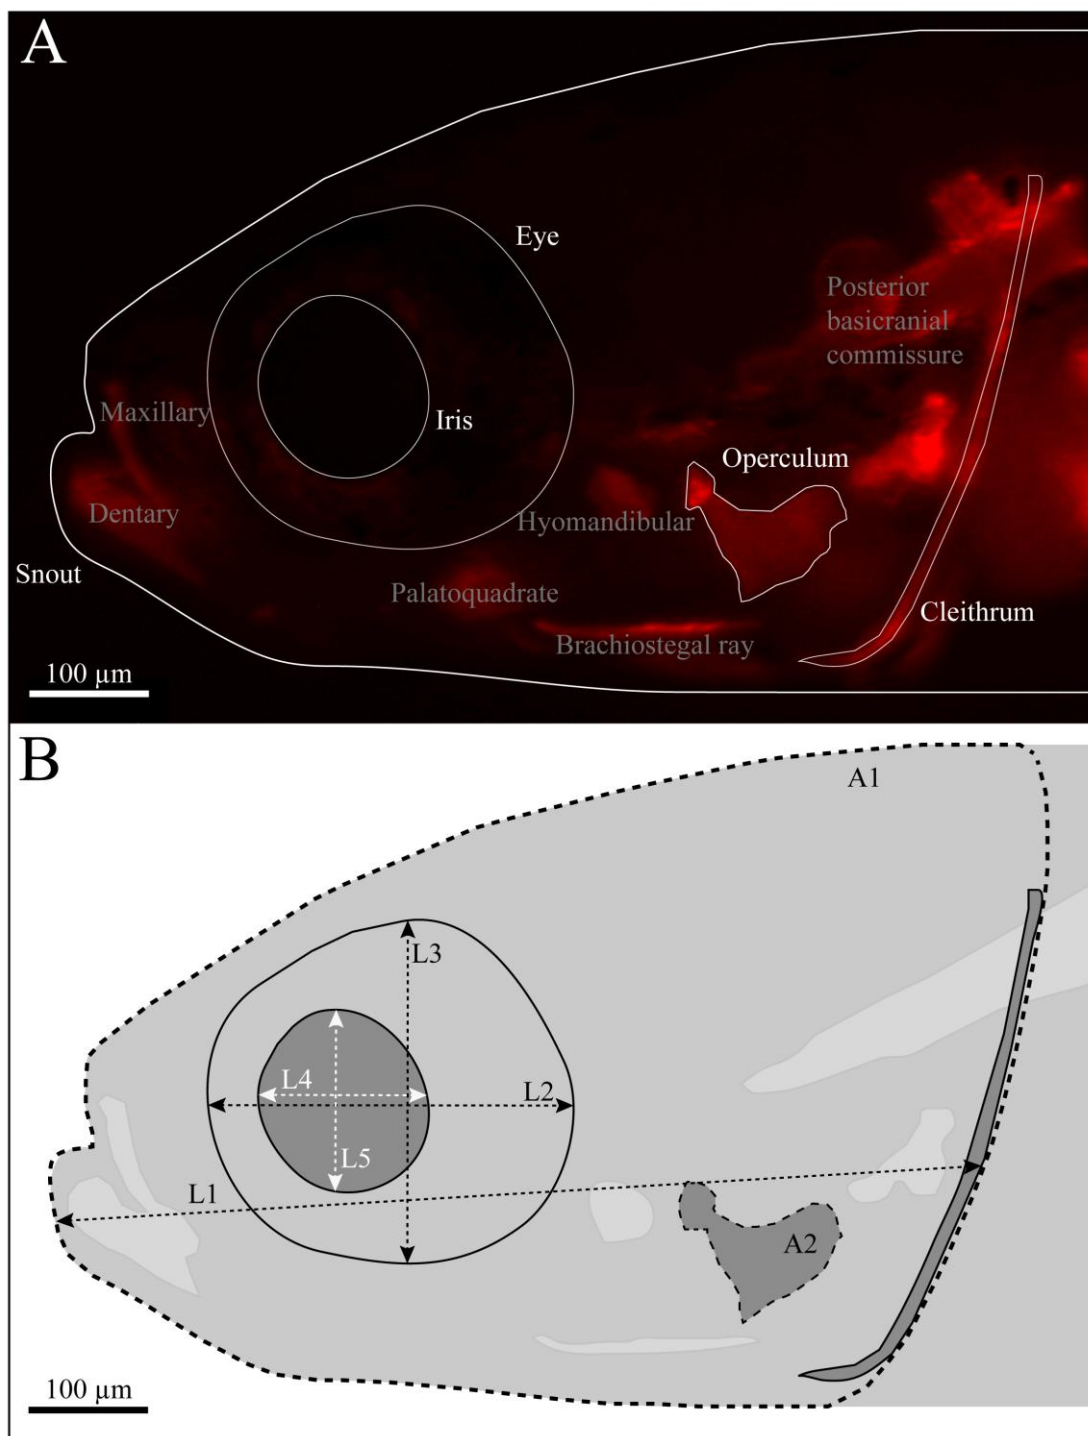 A
Eye
Posterior
basicranial
commissure
Maxillary
Iris
Operculum
Dentary
Hyomandibular
Snout
Palatoquadrate
Cleithrum
Brachiostegal ray
100 µm
B
A1
L3
L4
L2
L5
L1
A2
100 µm